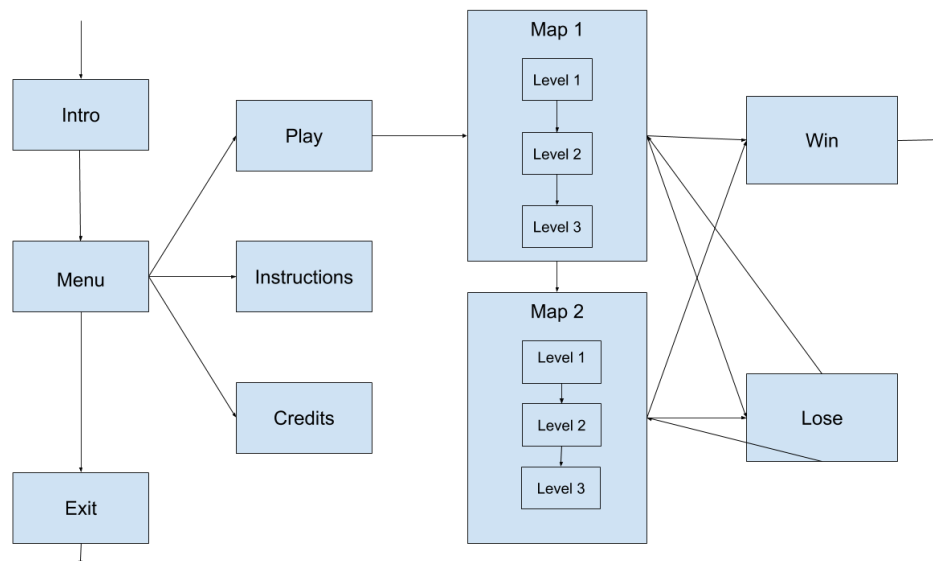 Intro
Menu
Exit
Play
Instructions
Credits
Map 1
Level 1
Level 2
Level 3
Map 2
Level 1
Level 2
Level 3
Win
Lose